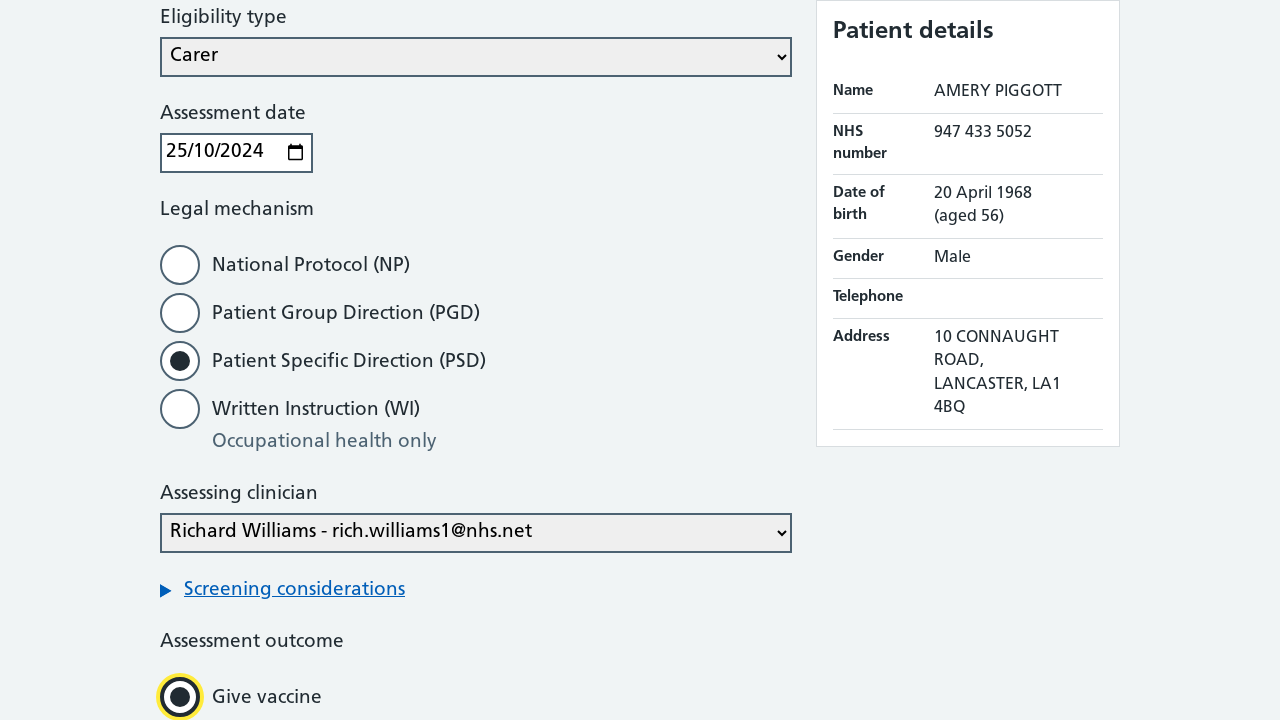 Eligibility type
Carer
Assessment date
25/10/2024
Legal mechanism
National Protocol (NP)
Patient Group Direction (PGD)
Patient Specific Direction (PSD)
Written Instruction (WI)
Occupational health only
Assessing clinician
Richard Williams - rich.williams1@nhs.net
Screening considerations
Assessment outcome
Give vaccine
Patient details
Name AMERY PIGGOTT
NHS number 947 433 5052
Date of birth 20 April 1968
(aged 56)
Gender Male
Telephone
Address 10 CONNAUGHT
ROAD,
LANCASTER, LA1
4BQ